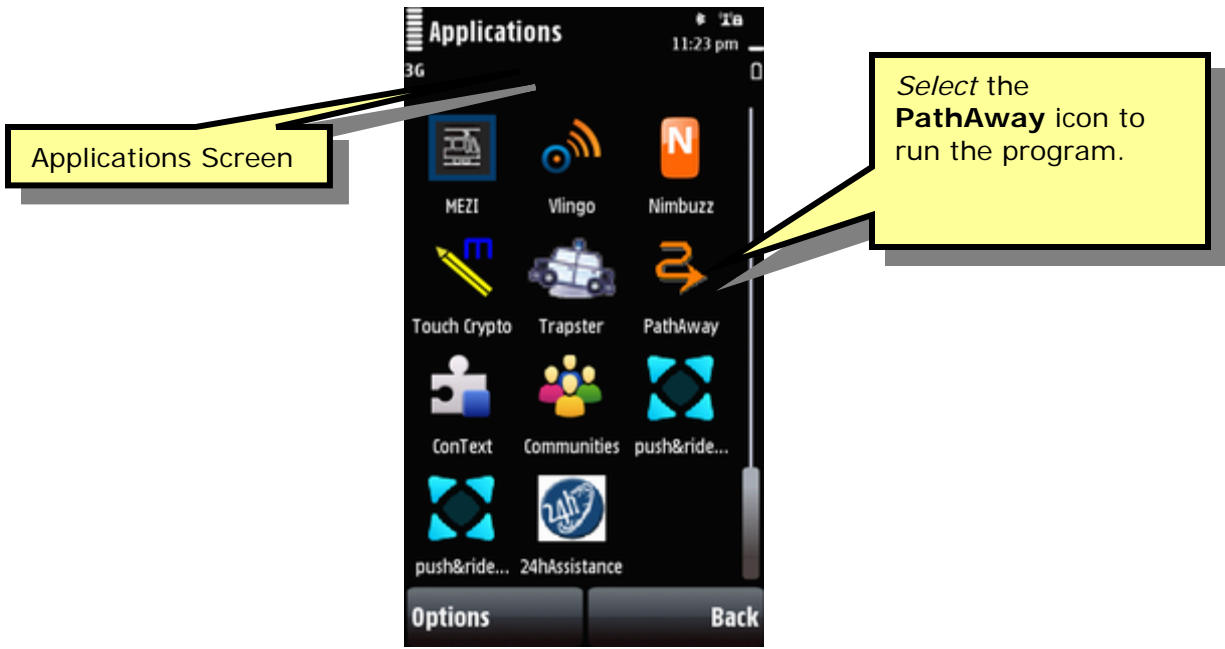 Applications
11:23 pm
3G
Applications Screen
Select the
PathAway icon to
run the program.
N
MEZI Vlingo Nimbuzz
m
Touch Crypto Trapster PathAway
ConText Communities push&ride...
24h
push&ride... 24hAssistance
Options Back